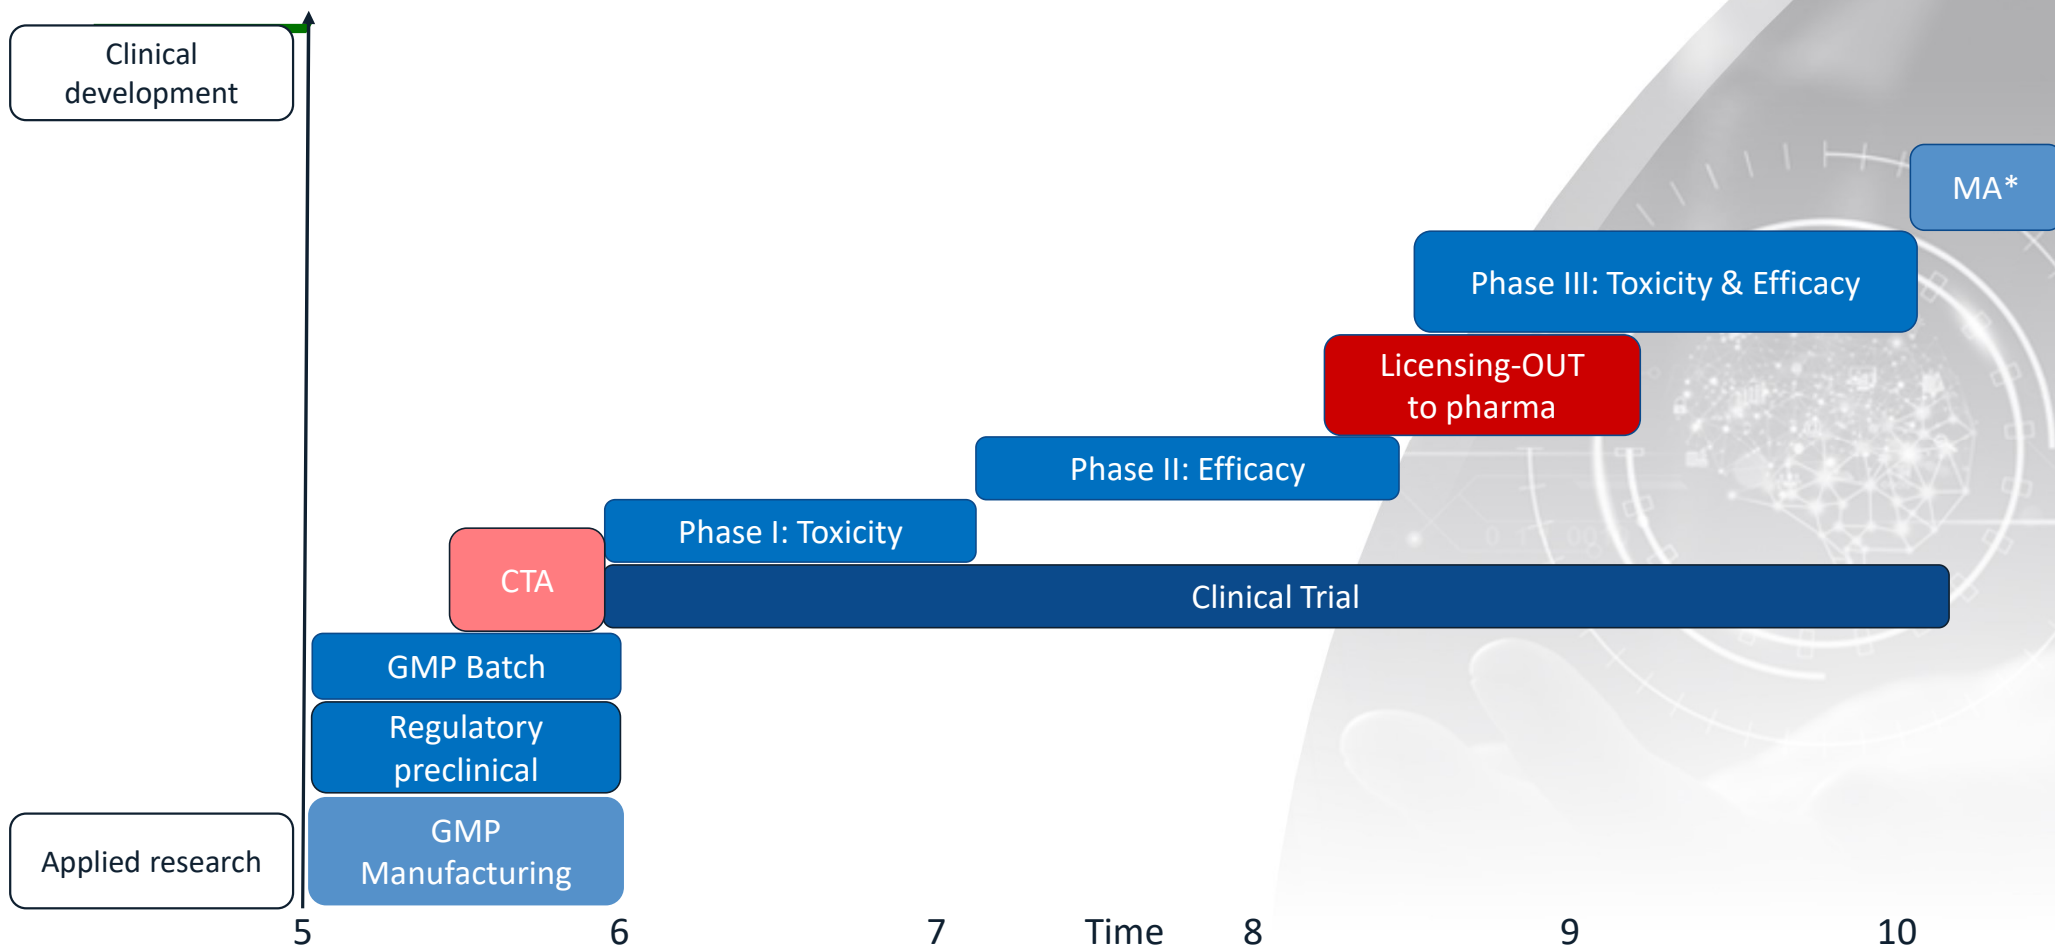 Clinical
development
MA*
Phase III: Toxicity & Efficacy
Licensing-OUT
to pharma
Phase II: Efficacy
Phase I: Toxicity
CTA
Clinical Trial
GMP Batch
Regulatory
preclinical
GMP
Manufacturing
Applied research
5 6 7 Time 8 9 10